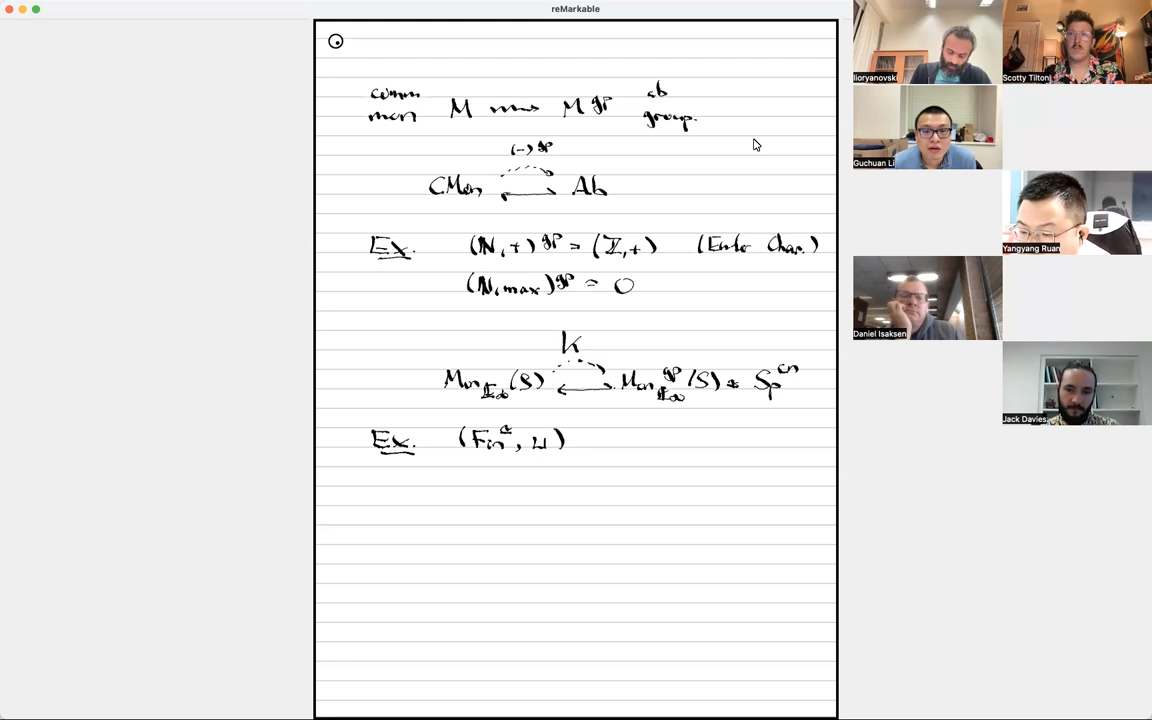 reMarkable
comm
mon M ⇝ M^gp ab
group.
(-)^gp
CMon ⇄ Ab
Ex. (ℕ,+)^gp = (ℤ,+) (Euler Char.)
(ℕ,max)^gp = 0
K
Mon_E∞(S) ⇄ Mon^gp_E∞(S) ≃ Sp^cn
Ex. (Fin^≃, ⊔)
lioryanovski
Scotty Tilton
Guchuan Li
Yangyang Ruan
Daniel Isaksen
Jack Davies